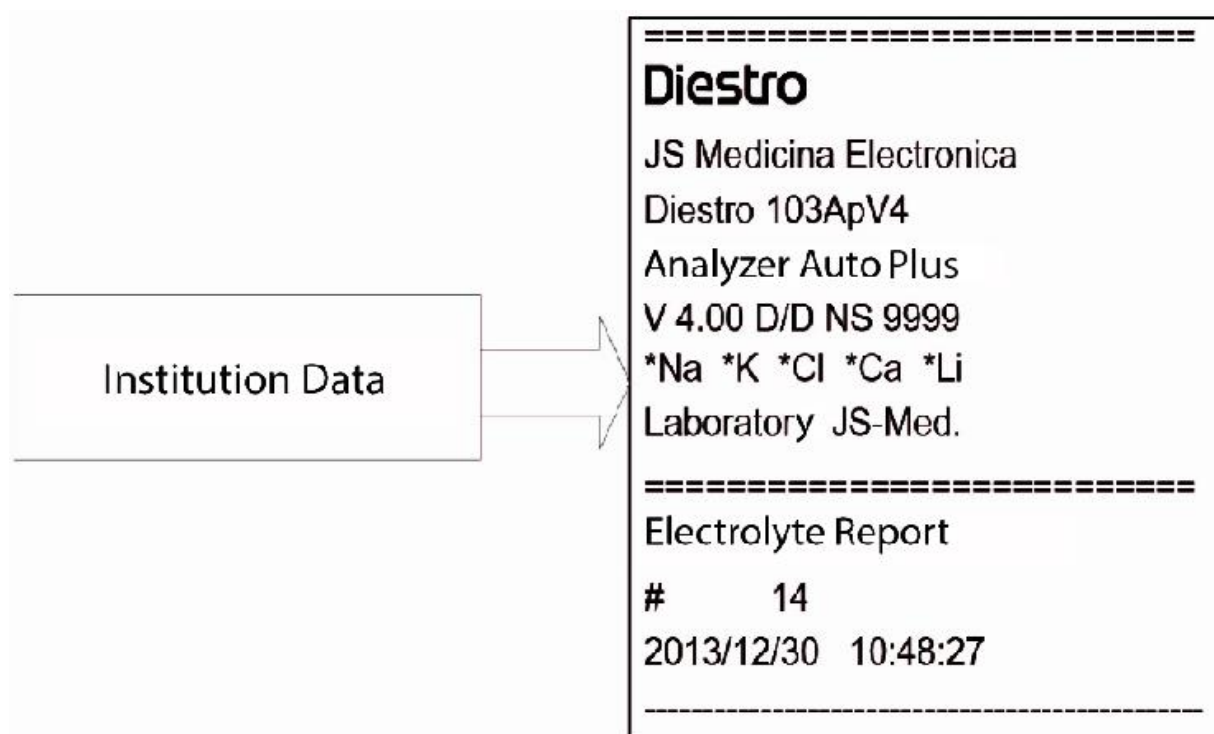 Institution Data
===========================
Diestro
JS Medicina Electronica
Diestro 103ApV4
Analyzer Auto Plus
V 4.00 D/D NS 9999
*Na *K *Cl *Ca *Li
Laboratory JS-Med.
===========================
Electrolyte Report
# 14
2013/12/30 10:48:27
--------------------------------------------------